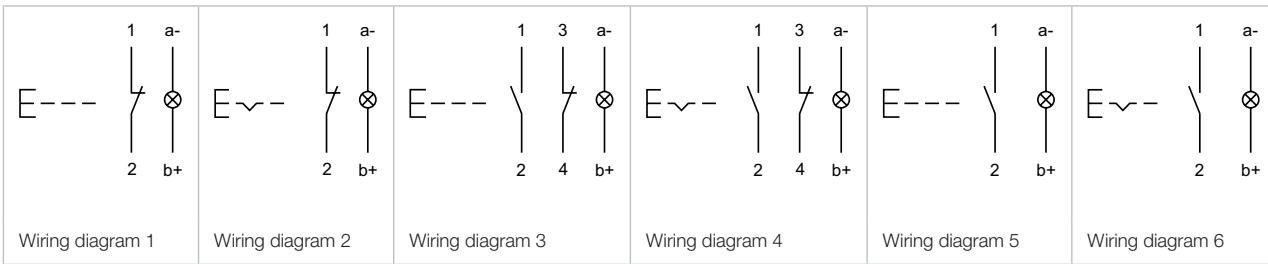 1 a-
2 b+
Wiring diagram 1
1 a-
2 b+
Wiring diagram 2
1 3 a-
2 4 b+
Wiring diagram 3
1 3 a-
2 4 b+
Wiring diagram 4
1 a-
2 b+
Wiring diagram 5
1 a-
2 b+
Wiring diagram 6